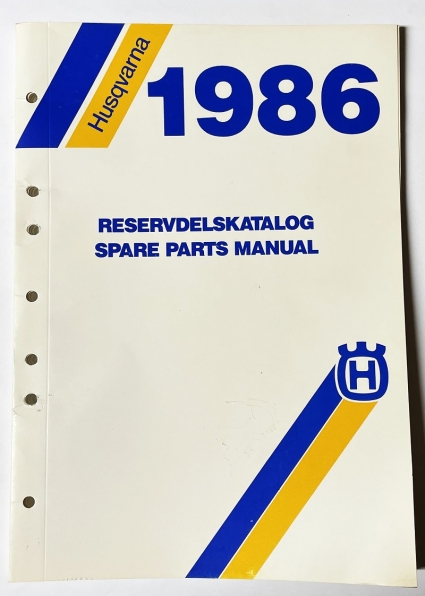 Husqvarna
1986
RESERVDELSKATALOG
SPARE PARTS MANUAL
H